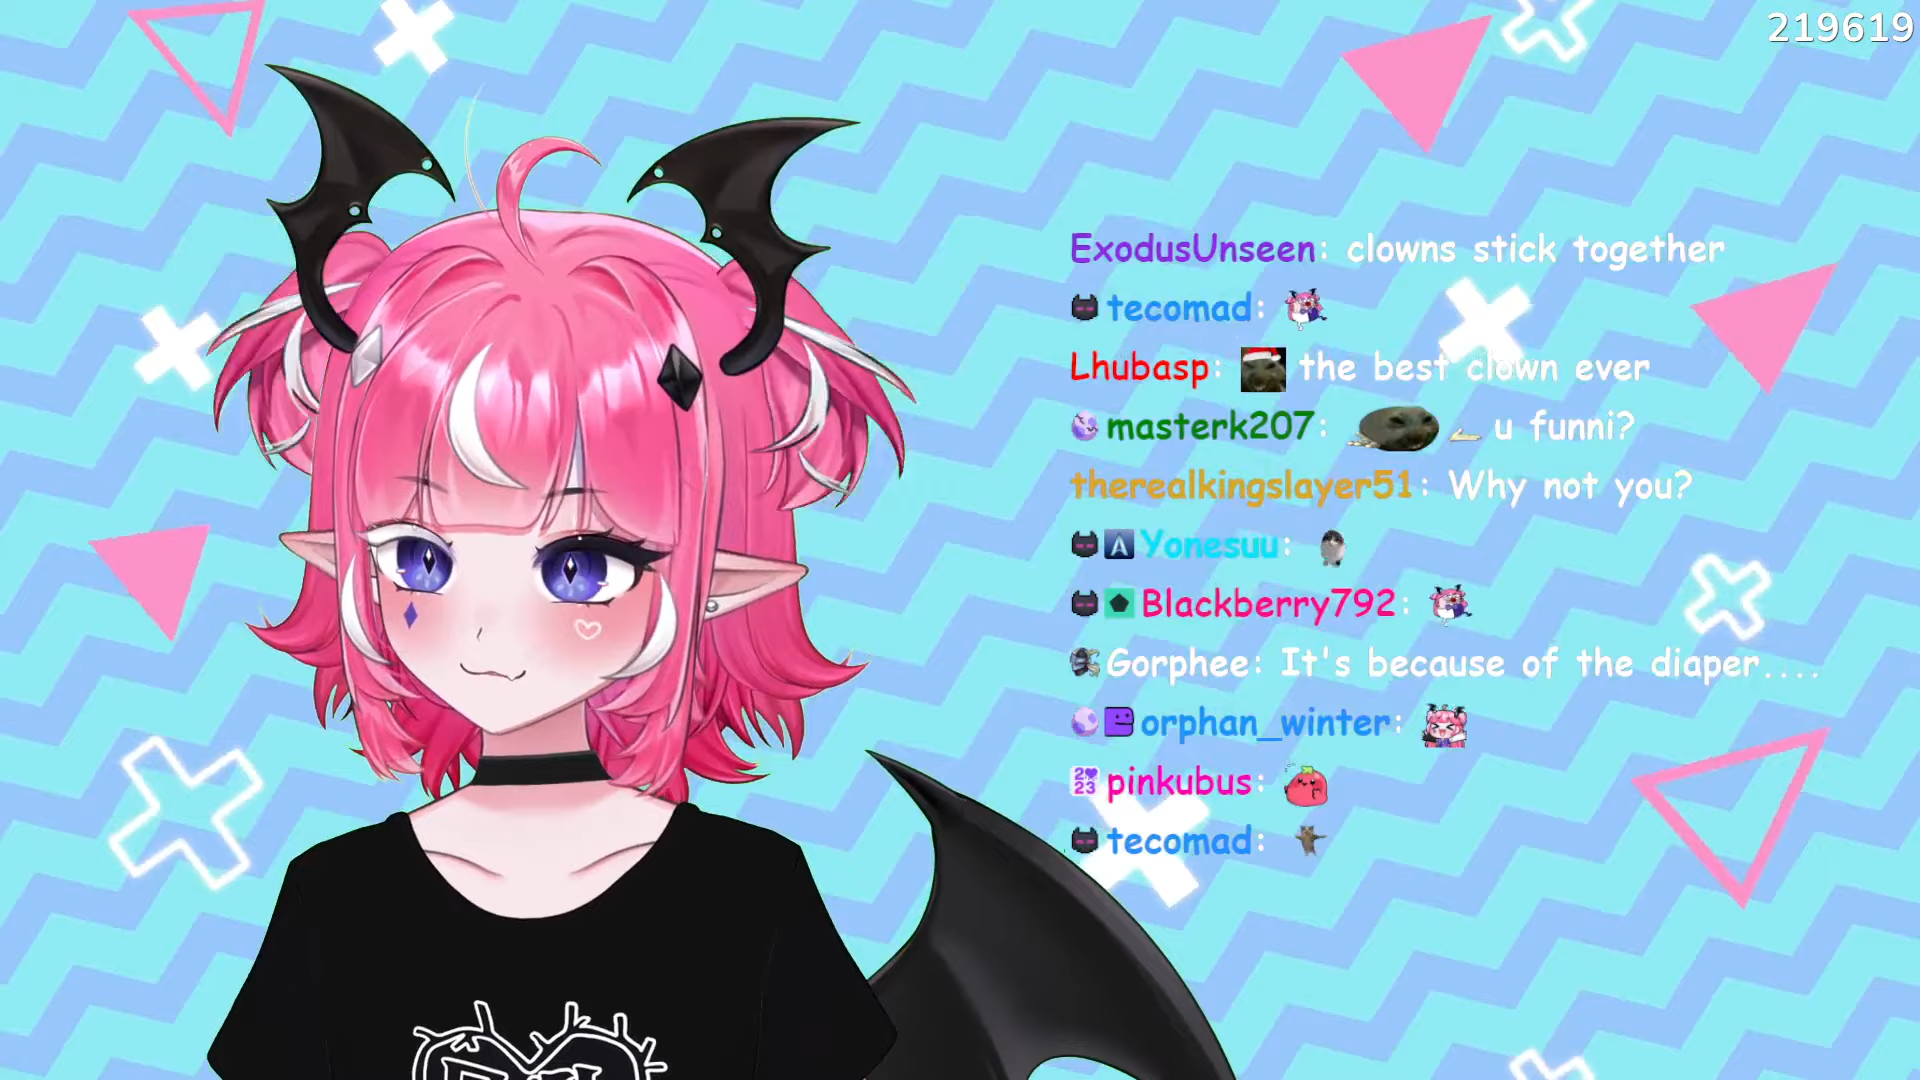 219619
ExodusUnseen: clowns stick together
tecomad:
Lhubasp: the best clown ever
masterk207: u funni?
therealkingslayer51: Why not you?
A Yonesuu:
Blackberry792:
Gorphee: It's because of the diaper....
orphan_winter:
2023 pinkubus:
tecomad: